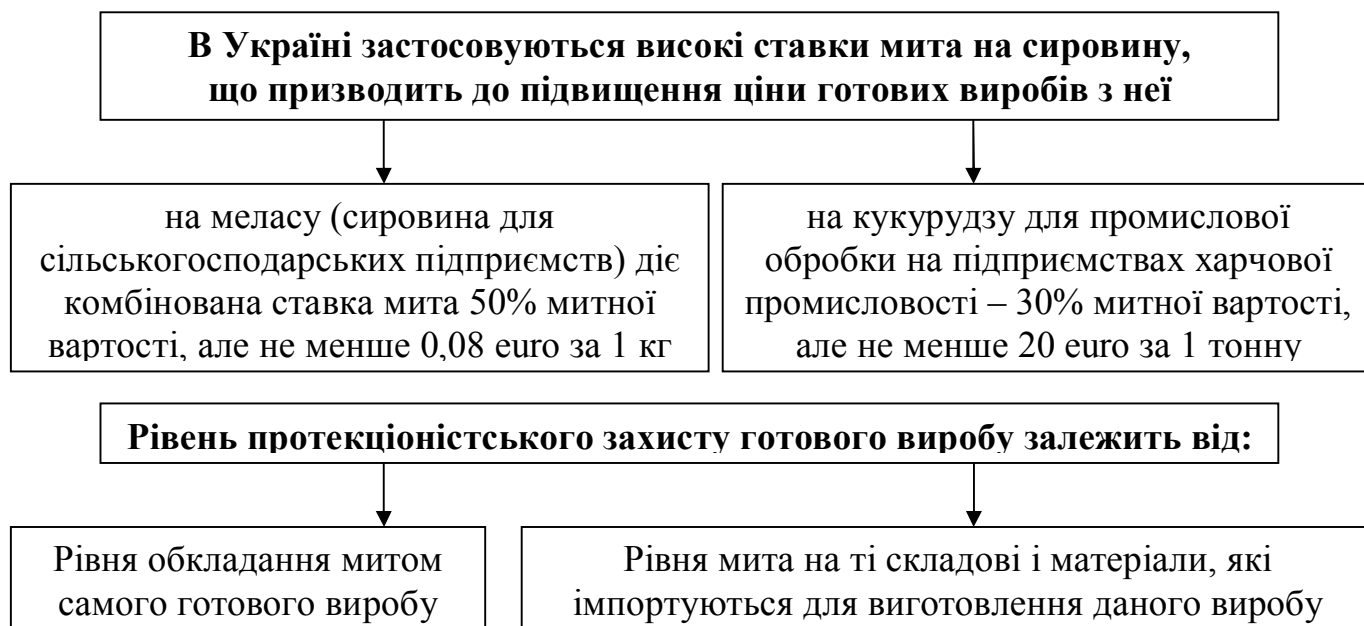 В Україні застосовуються високі ставки мита на сировину,
що призводить до підвищення ціни готових виробів з неї
на меласу (сировина для
сільськогосподарських підприємств) діє
комбінована ставка мита 50% митної
вартості, але не менше 0,08 euro за 1 кг
на кукурудзу для промислової
обробки на підприємствах харчової
промисловості – 30% митної вартості,
але не менше 20 euro за 1 тонну
Рівень протекціоністського захисту готового виробу залежить від:
Рівня обкладання митом
самого готового виробу
Рівня мита на ті складові і матеріали, які
імпортуються для виготовлення даного виробу